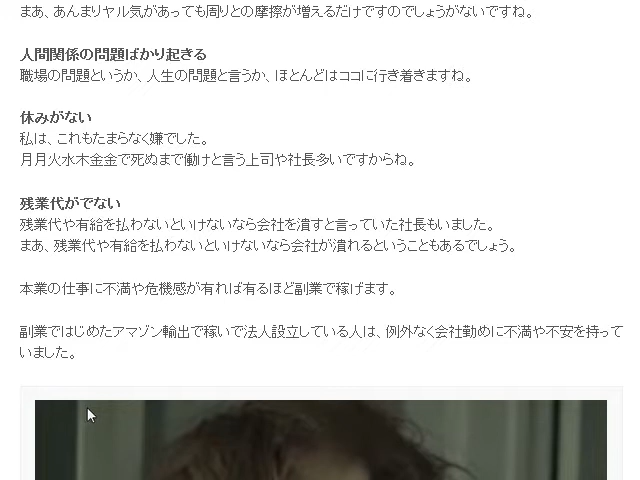 まあ、あんまりヤル気があっても周りとの摩擦が増えるだけですのでしょうがないですね。
人間関係の問題ばかり起きる
職場の問題というか、人生の問題と言うか、ほとんどはココに行き着きますね。
休みがない
私は、これもたまらなく嫌でした。
月月火水木金金で死ぬまで働けと言う上司や社長多いですからね。
残業代がでない
残業代や有給を払わないといけないなら会社を潰すと言っていた社長もいました。
まあ、残業代や有給を払わないといけないなら会社が潰れるということもあるでしょう。
本業の仕事に不満や危機感が有れば有るほど副業で稼げます。
副業ではじめたアマゾン輸出で稼いで法人設立している人は、例外なく会社勤めに不満や不安を持って
いました。